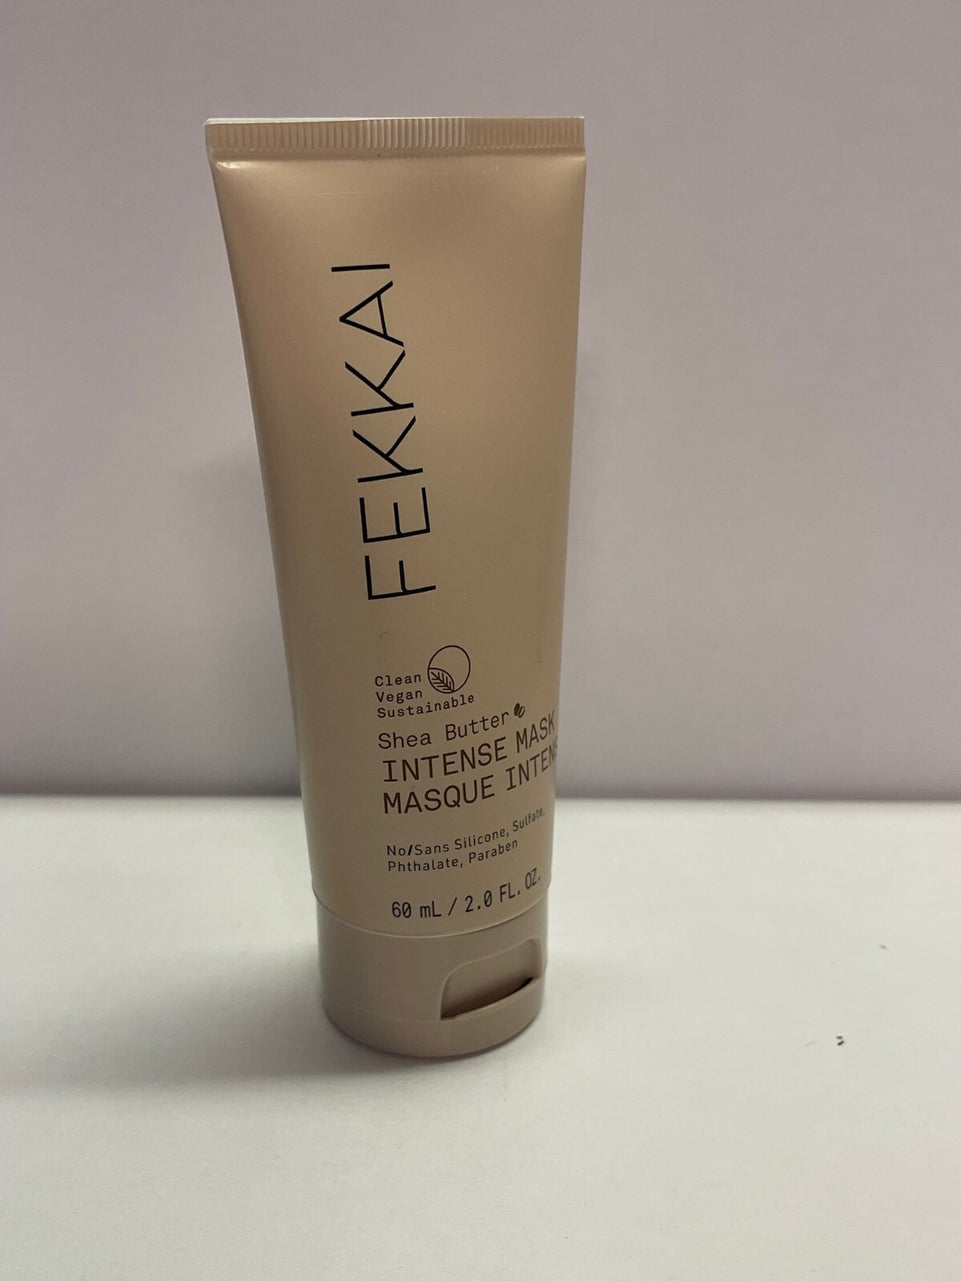 FEKKAI
Clean
Vegan
Sustainable
Shea Butter
INTENSE MASK
MASQUE INTENS
No/Sans Silicone, Sulfate,
Phthalate, Paraben
60 mL / 2.0 FL. OZ.